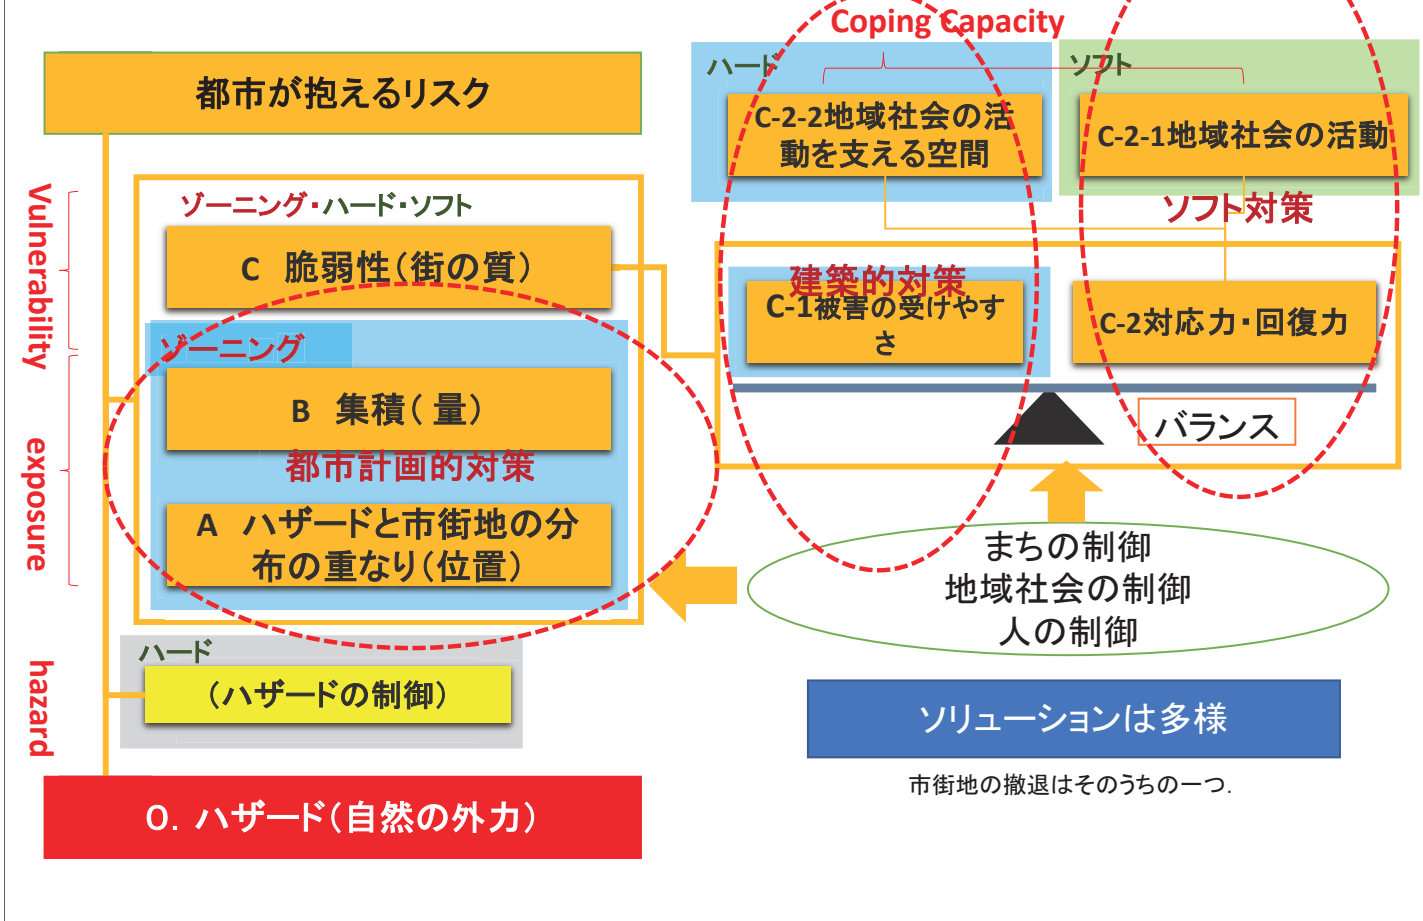 Coping Capacity
都市が抱えるリスク
Vulnerability
exposure
hazard
ゾーニング・ハード・ソフト
C　脆弱性（街の質）
ゾーニング
B　集積（ 量）
都市計画的対策
A　ハザードと市街地の分
布の重なり（位置）
ハード
（ハザードの制御）
０．ハザード（自然の外力）
ハード
C-2-2地域社会の活
動を支える空間
ソフト
C-2-1地域社会の活動
ソフト対策
建築的対策
C-1被害の受けやす
さ
C-2対応力・回復力
バランス
まちの制御
地域社会の制御
人の制御
ソリューションは多様
市街地の撤退はそのうちの一つ．